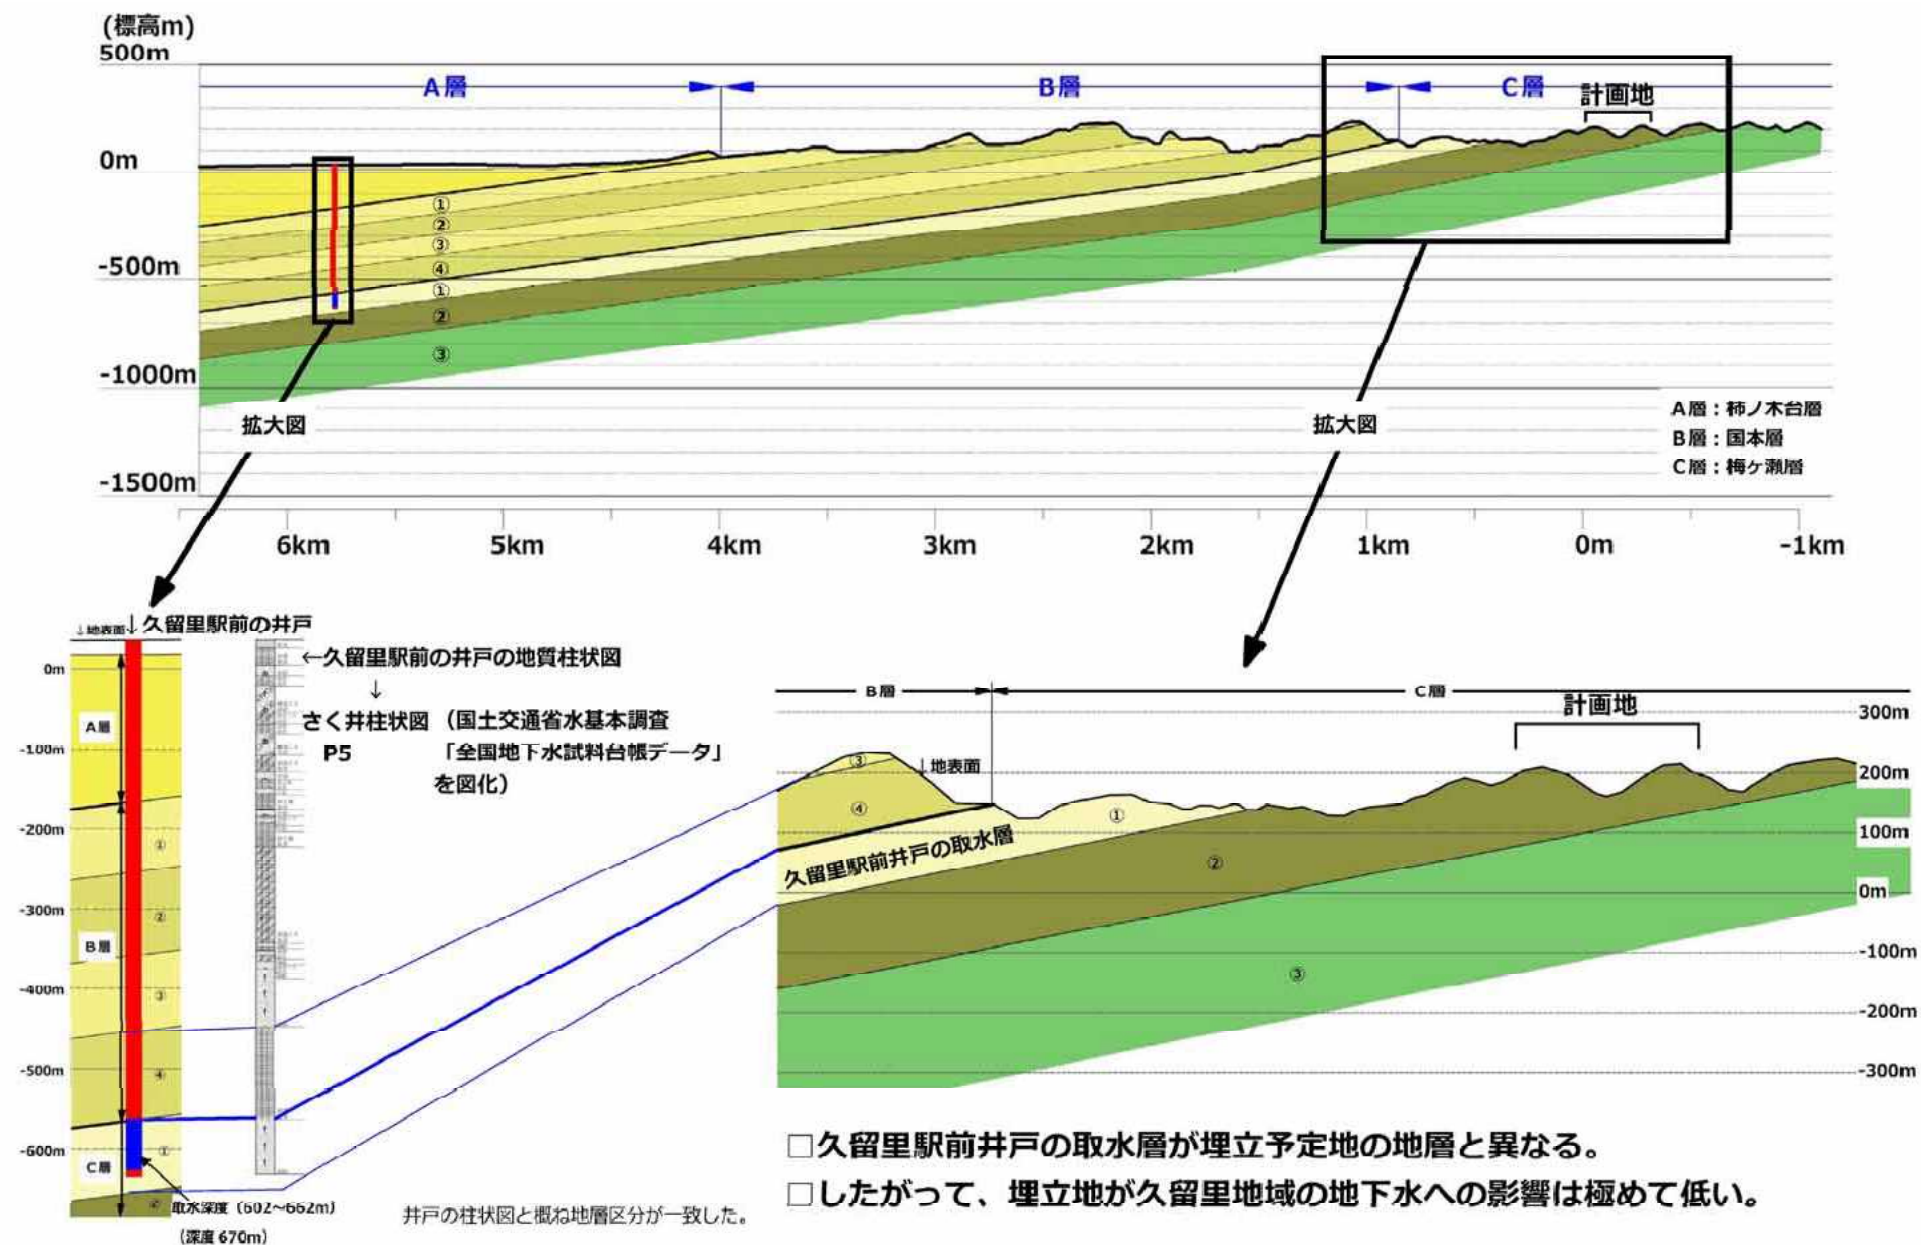 (標高m)
500m
0m
-500m
-1000m
-1500m
A層
B層
C層
計画地
①
②
③
④
①
②
③
拡大図
拡大図
A層：柿ノ木台層
B層：国本層
C層：梅ケ瀬層
6km
5km
4km
3km
2km
1km
0m
-1km
↓地表面
↓久留里駅前の井戸
0m
-100m
-200m
-300m
-400m
-500m
-600m
A層
B層
C層
①
②
③
④
①
②
取水深度（602～662m）
（深度 670m）
←久留里駅前の井戸の地質柱状図
↓
さく井柱状図 （国土交通省水基本調査
P5 「全国地下水試料台帳データ」
を図化）
井戸の柱状図と概ね地層区分が一致した。
B層
C層
計画地
③
↓地表面
④
①
久留里駅前井戸の取水層
②
③
300m
200m
100m
0m
-100m
-200m
-300m
□久留里駅前井戸の取水層が埋立予定地の地層と異なる。
□したがって、埋立地が久留里地域の地下水への影響は極めて低い。